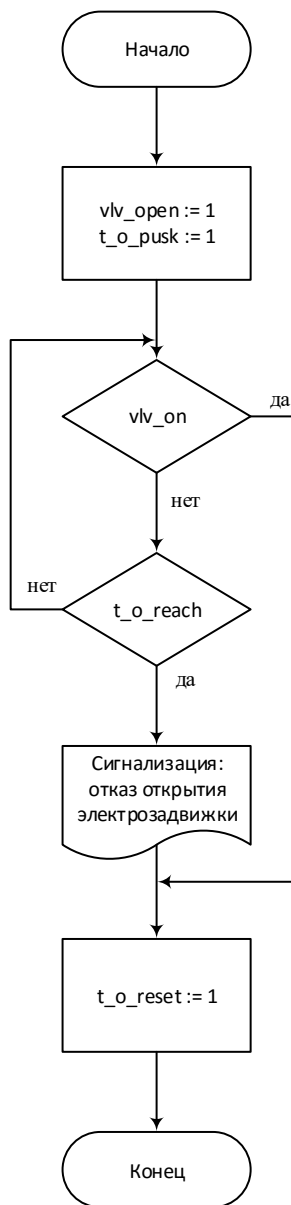 Начало
vlv_open := 1
t_o_pusk := 1
vlv_on
да
нет
нет
t_o_reach
да
Сигнализация:
отказ открытия
электрозадвижки
t_o_reset := 1
Конец